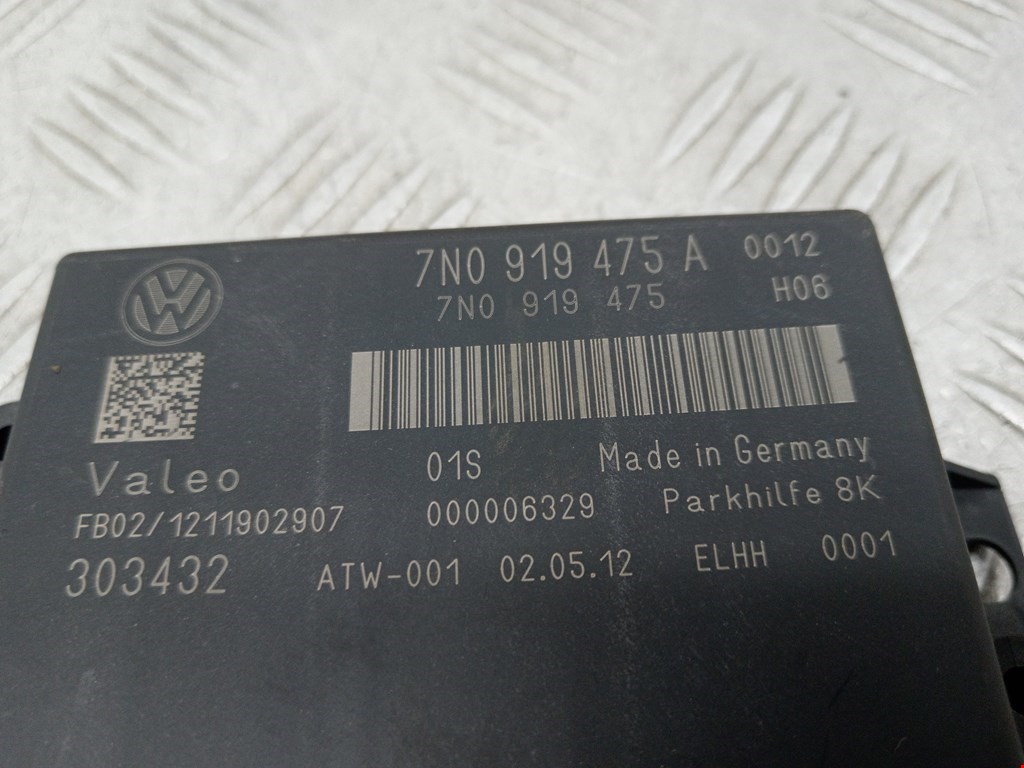 7N0 919 475 A 0012
7N0 919 475 H06
Valeo 01S Made in Germany
FB02/1211902907 000006329 Parkhilfe 8K
303432 ATW-001 02.05.12 ELHH 0001